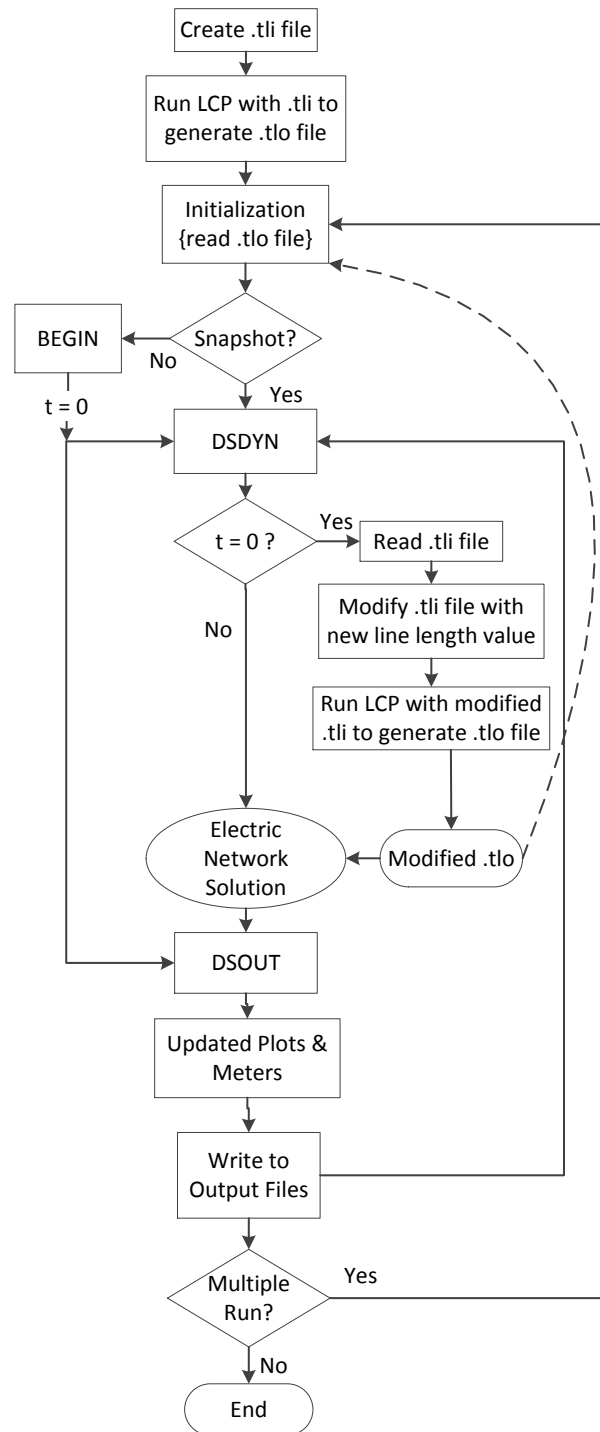 Create .tli file
Run LCP with .tli to
generate .tlo file
Initialization
{read .tlo file}
Snapshot?
BEGIN
No
t = 0
Yes
DSDYN
t = 0 ?
Yes
Read .tli file
Modify .tli file with
new line length value
No
Run LCP with modified
.tli to generate .tlo file
Electric
Network
Solution
Modified .tlo
DSOUT
Updated Plots &
Meters
Write to
Output Files
Multiple
Run?
Yes
No
End